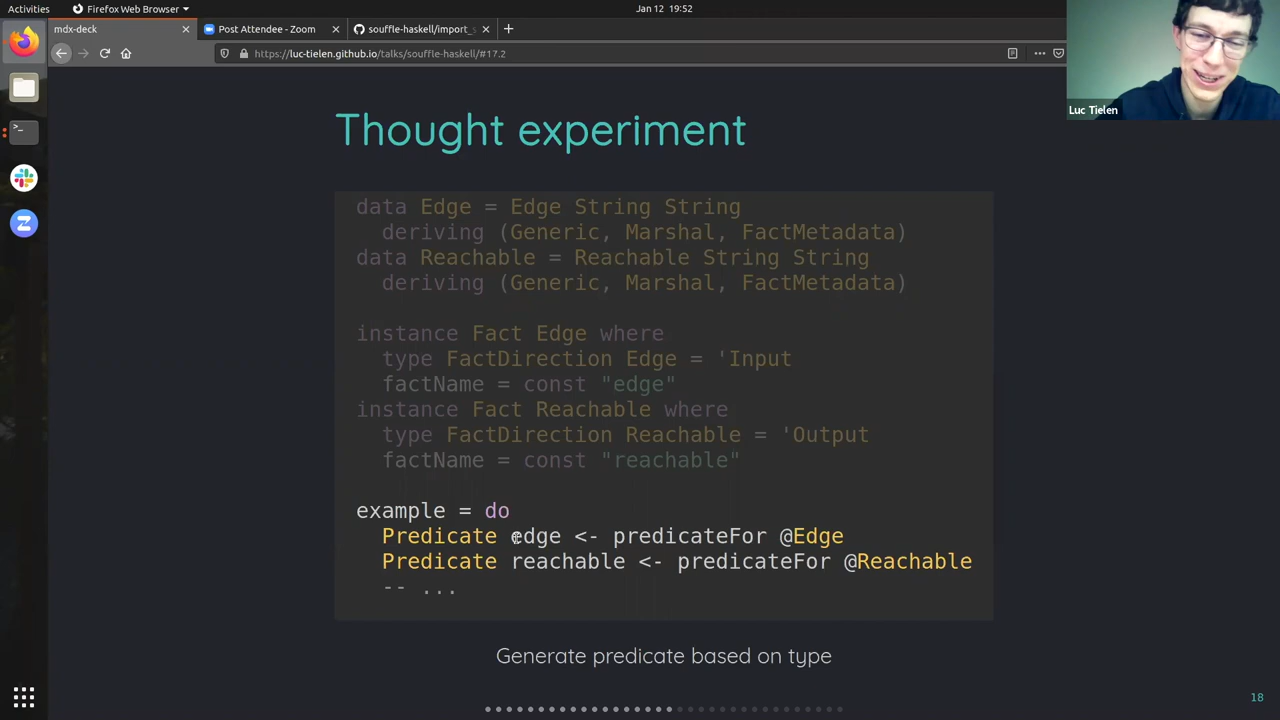 Activities
Firefox Web Browser
Jan 12 19:52
mdx-deck
Post Attendee - Zoom
souffle-haskell/import_s
https://luc-tielen.github.io/talks/souffle-haskell/#17.2
Luc Tielen
Thought experiment
data Edge = Edge String String
deriving (Generic, Marshal, FactMetadata)
data Reachable = Reachable String String
deriving (Generic, Marshal, FactMetadata)
instance Fact Edge where
type FactDirection Edge = 'Input
factName = const "edge"
instance Fact Reachable where
type FactDirection Reachable = 'Output
factName = const "reachable"
example = do
Predicate edge <- predicateFor @Edge
Predicate reachable <- predicateFor @Reachable
-- ...
Generate predicate based on type
18